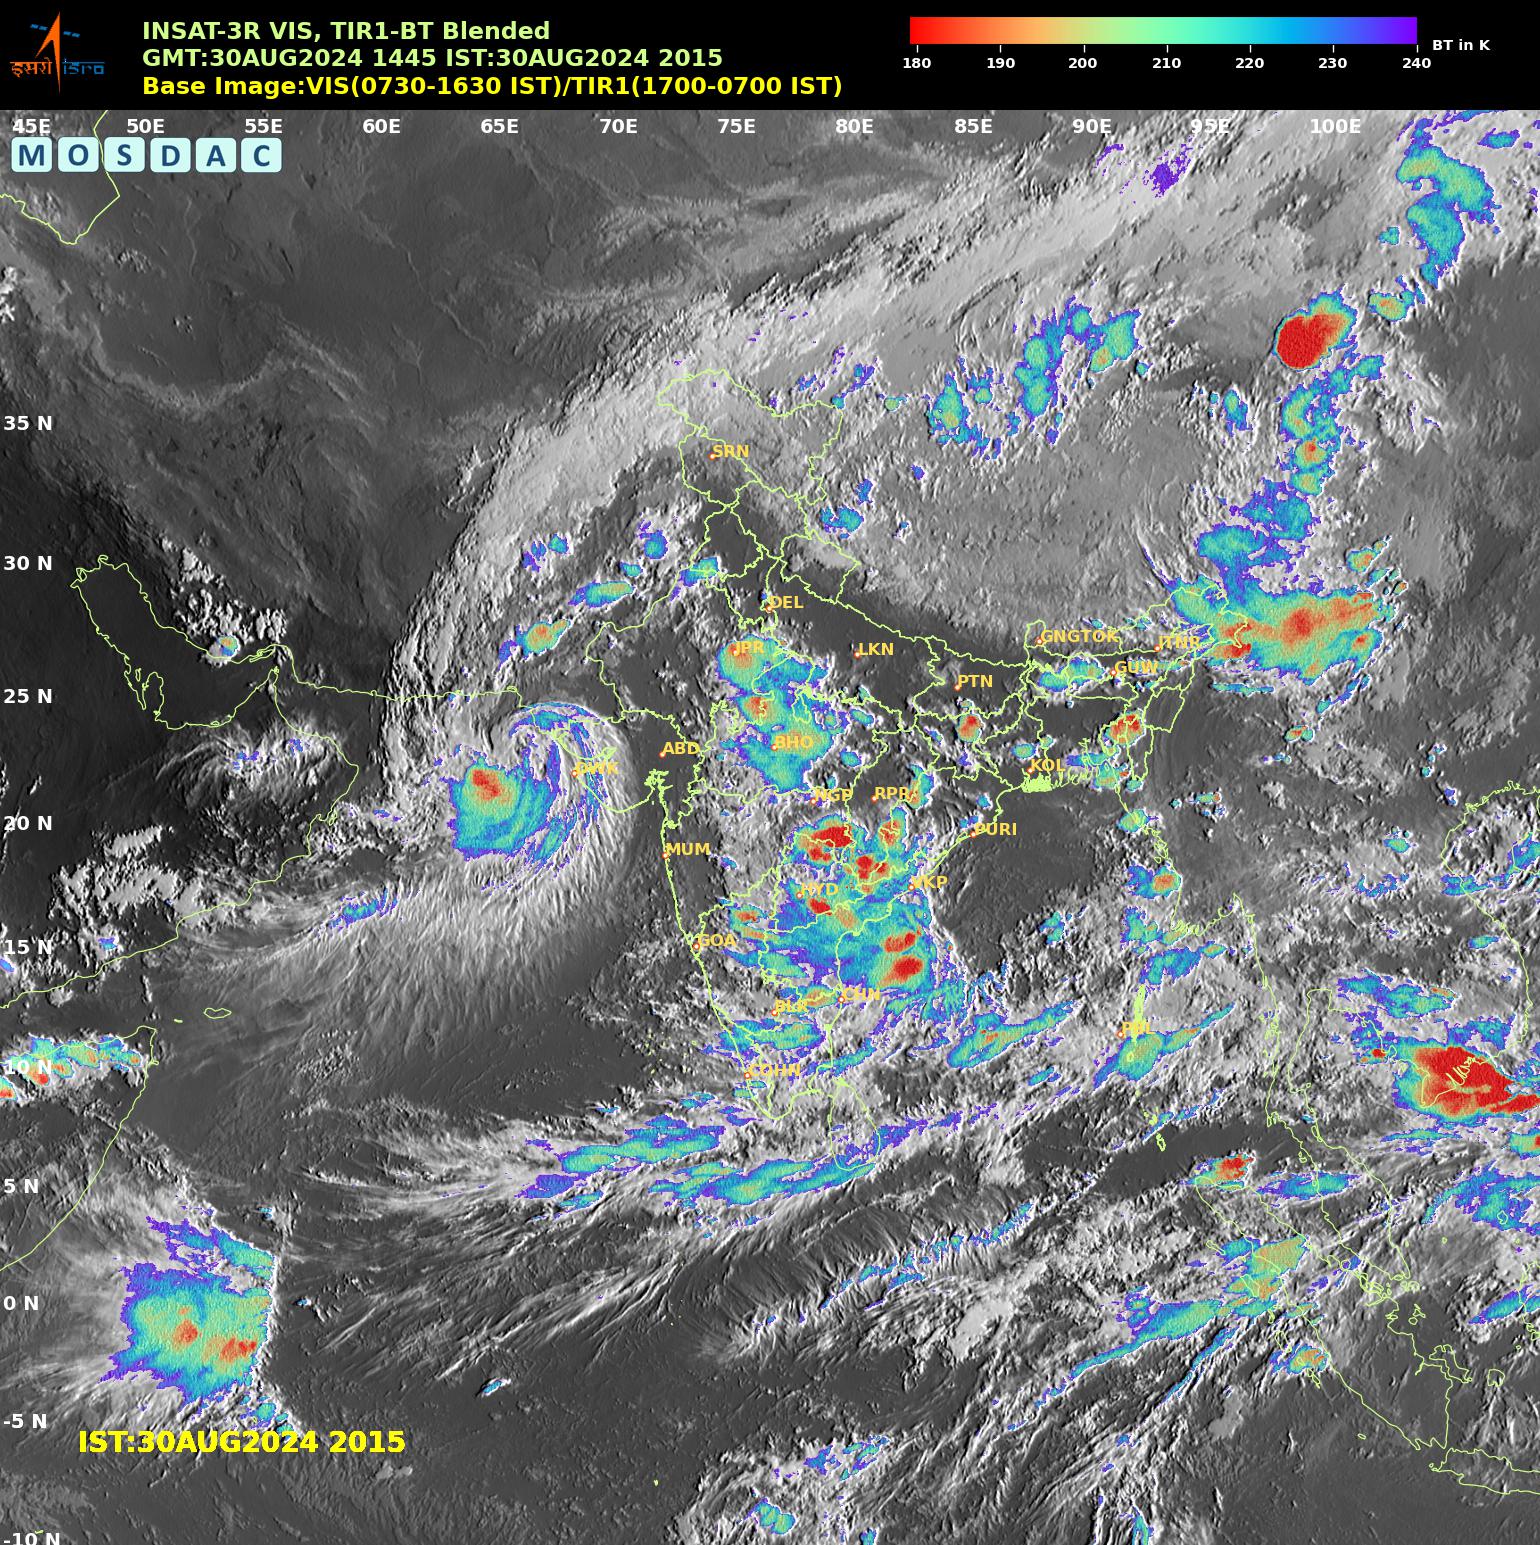 INSAT-3R VIS, TIR1-BT Blended
GMT:30AUG2024 1445 IST:30AUG2024 2015
Base Image:VIS(0730-1630 IST)/TIR1(1700-0700 IST)
इसरो isro
BT in K
180 190 200 210 220 230 240
45E 50E 55E 60E 65E 70E 75E 80E 85E 90E 95E 100E
M O S D A C
35 N
SRN
30 N
DEL
GNGTOK
ITNR
JPR
LKN
GUW
PTN
25 N
BHO
ABD
KOL
DWK
NGP
RPR
20 N
PURI
MUM
VKP
HYD
GOA
15 N
CHN
BLR
PBL
10 N
COHN
5 N
0 N
-5 N
IST:30AUG2024 2015
-10 N